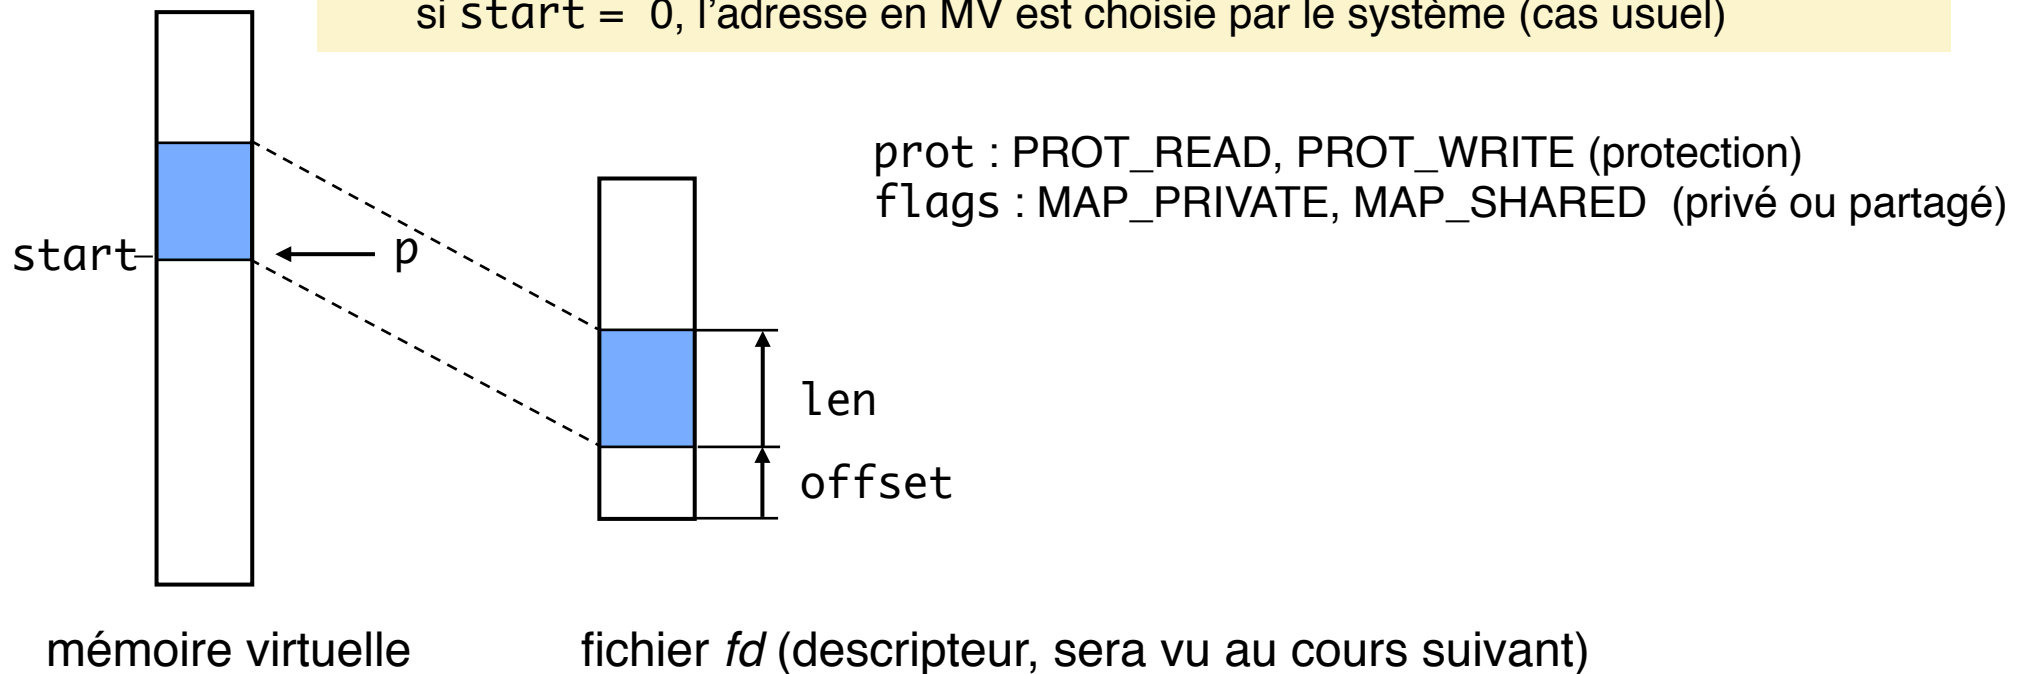 si start = 0, l'adresse en MV est choisie par le système (cas usuel)
prot : PROT_READ, PROT_WRITE (protection)
flags : MAP_PRIVATE, MAP_SHARED (privé ou partagé)
start
p
len
offset
mémoire virtuelle
fichier fd (descripteur, sera vu au cours suivant)